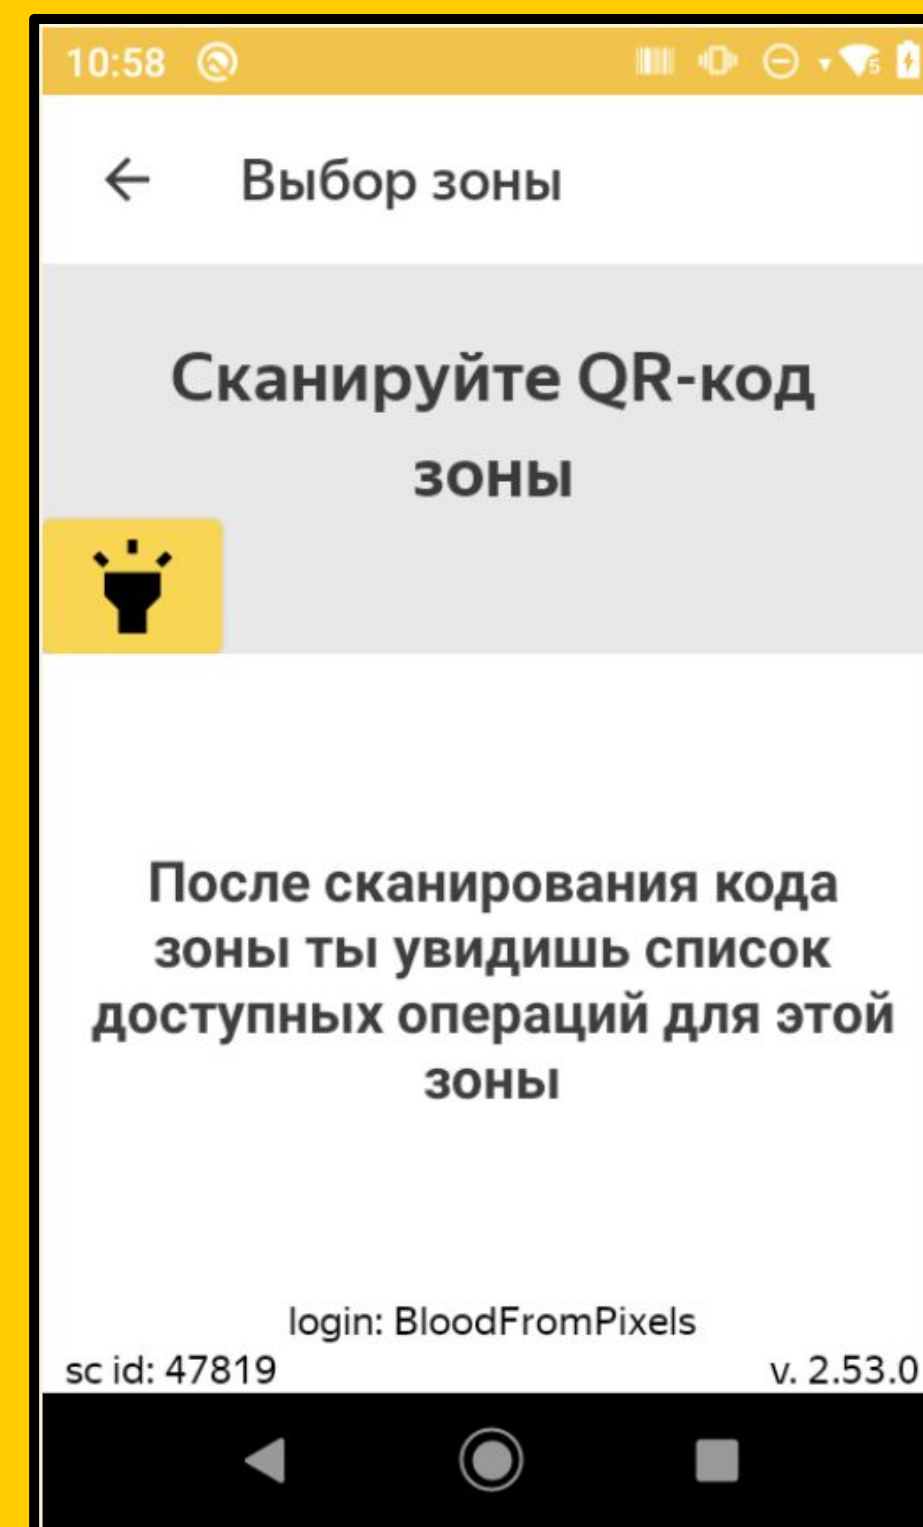 10:58
5
Выбор зоны
Сканируйте QR-код
зоны
После сканирования кода
зоны ты увидишь список
доступных операций для этой
зоны
login: BloodFromPixels
sc id: 47819 v. 2.53.0